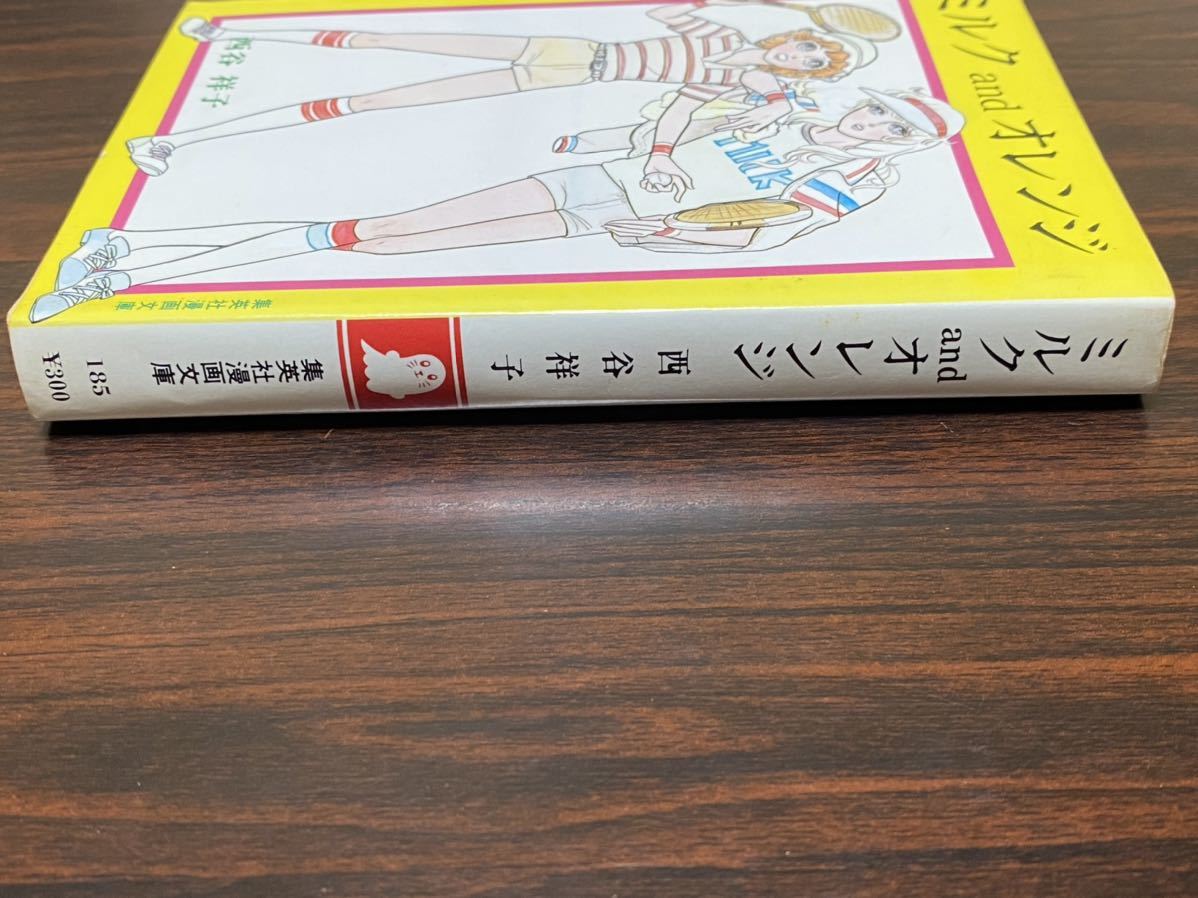 ミルク and オレンジ
西谷 祥子
集英社漫画文庫
ミルク
and
オレンジ
西谷祥子
集英社漫画文庫
185
¥300